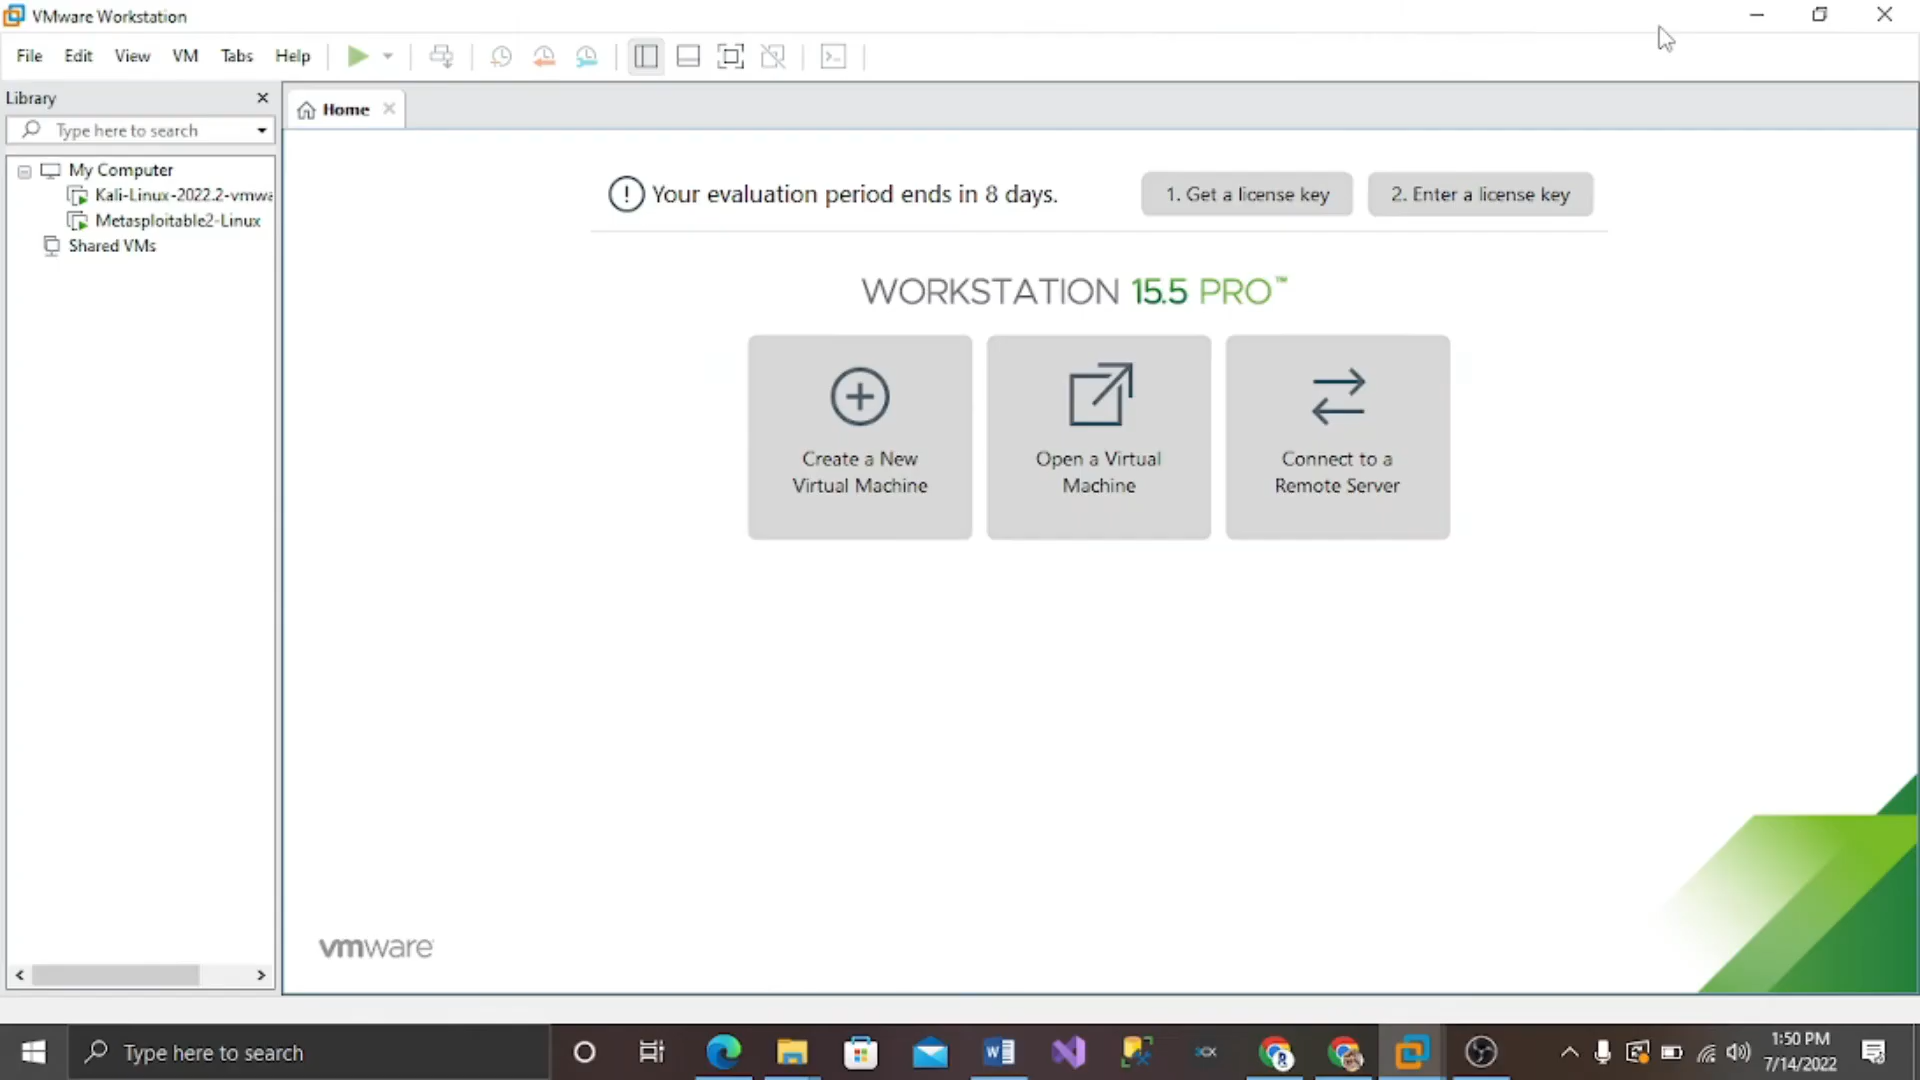 VMware Workstation
File Edit View VM Tabs Help
Library
Home
Type here to search
My Computer
Kali-Linux-2022.2-vmwa
Metasploitable2-Linux
Shared VMs
Your evaluation period ends in 8 days.
1. Get a license key
2. Enter a license key
WORKSTATION 15.5 PRO™
Create a New
Virtual Machine
Open a Virtual
Machine
Connect to a
Remote Server
vmware
Type here to search
1:50 PM
7/14/2022